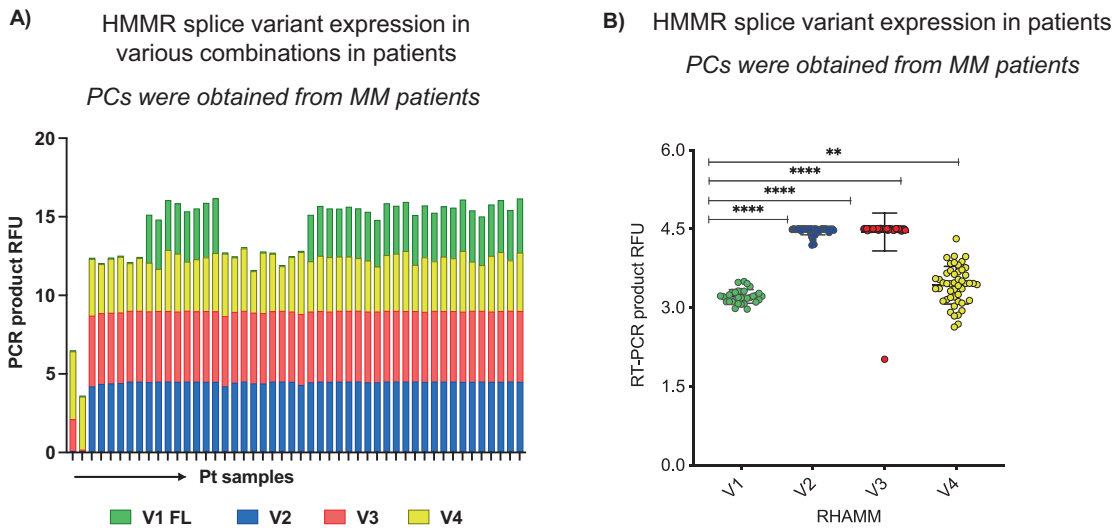 A)
HMMR splice variant expression in
various combinations in patients
PCs were obtained from MM patients
PCR product RFU
20
15
10
5
0
Pt samples
V1 FL V2 V3 V4
B)
HMMR splice variant expression in patients
PCs were obtained from MM patients
RT-PCR product RFU
6.0
4.5
3.0
1.5
0.0
**
****
****
****
V1 V2 V3 V4
RHAMM